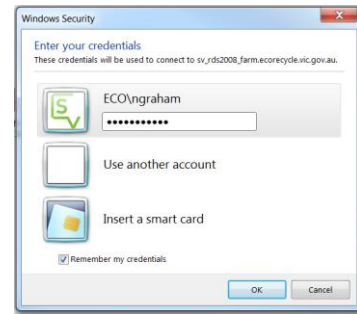 Windows Security
Enter your credentials
These credentials will be used to connect to sv_rds2008_farm.ecorecycle.vic.gov.au.
SV
ECO\ngraham
•••••••••••
Use another account
Insert a smart card
Remember my credentials
OK
Cancel